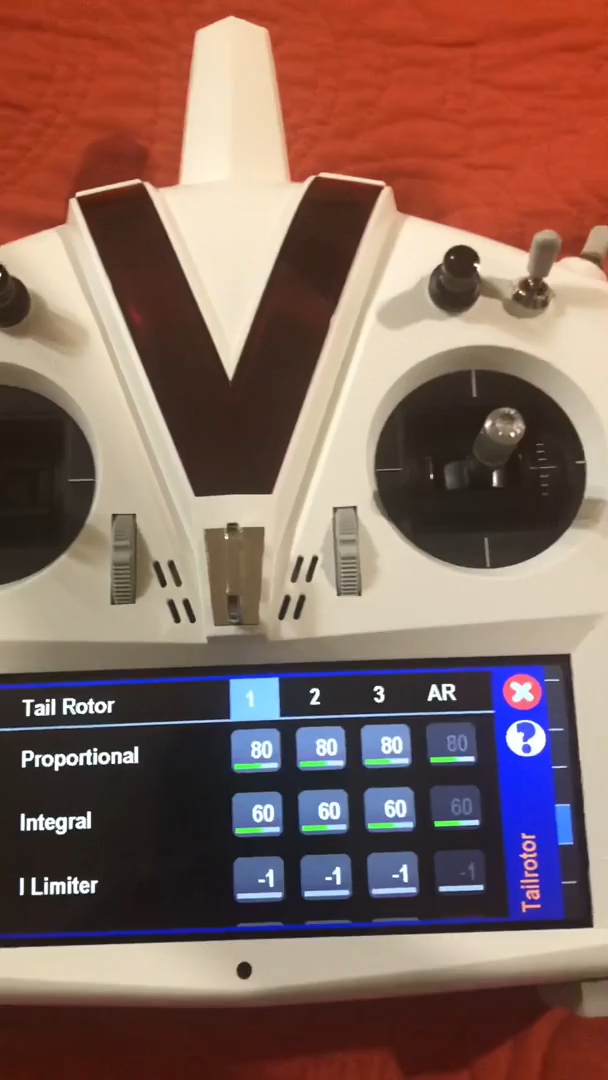 Tail Rotor 1 2 3 AR
Proportional 80 80 80 80
Integral 60 60 60 60
I Limiter -1 -1 -1 -1
?
Tailrotor